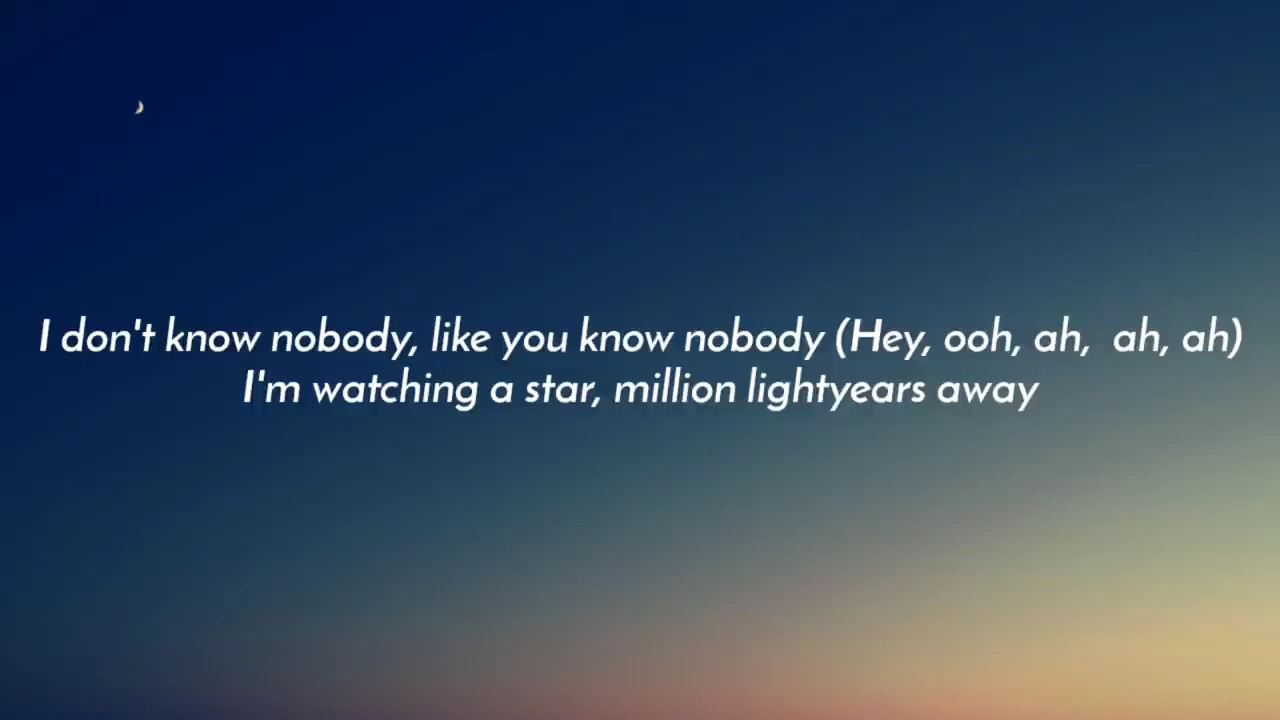 I don't know nobody, like you know nobody (Hey, ooh, ah,  ah, ah)
I'm watching a star, million lightyears away